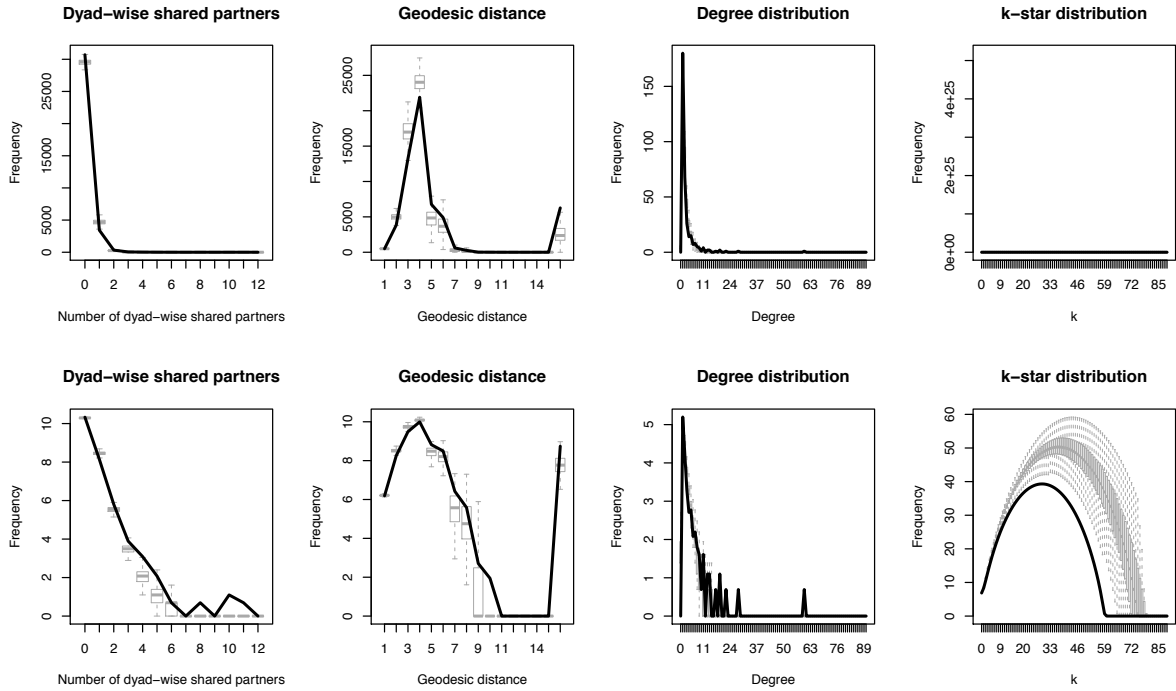 Dyad−wise shared partners
Geodesic distance
Degree distribution
k−star distribution
Frequency
0 5000 15000 25000
0 2 4 6 8 10 12
Number of dyad−wise shared partners
Frequency
0 5000 15000 25000
1 3 5 7 9 11 14
Geodesic distance
Frequency
0 50 100 150
0 11 24 37 50 63 76 89
Degree
Frequency
0e+00 2e+25 4e+25
0 9 20 33 46 59 72 85
k
Dyad−wise shared partners
Geodesic distance
Degree distribution
k−star distribution
Frequency
0 2 4 6 8 10
0 2 4 6 8 10 12
Number of dyad−wise shared partners
Frequency
0 2 4 6 8 10
1 3 5 7 9 11 14
Geodesic distance
Frequency
0 1 2 3 4 5
0 11 24 37 50 63 76 89
Degree
Frequency
0 10 20 30 40 50 60
0 9 20 33 46 59 72 85
k